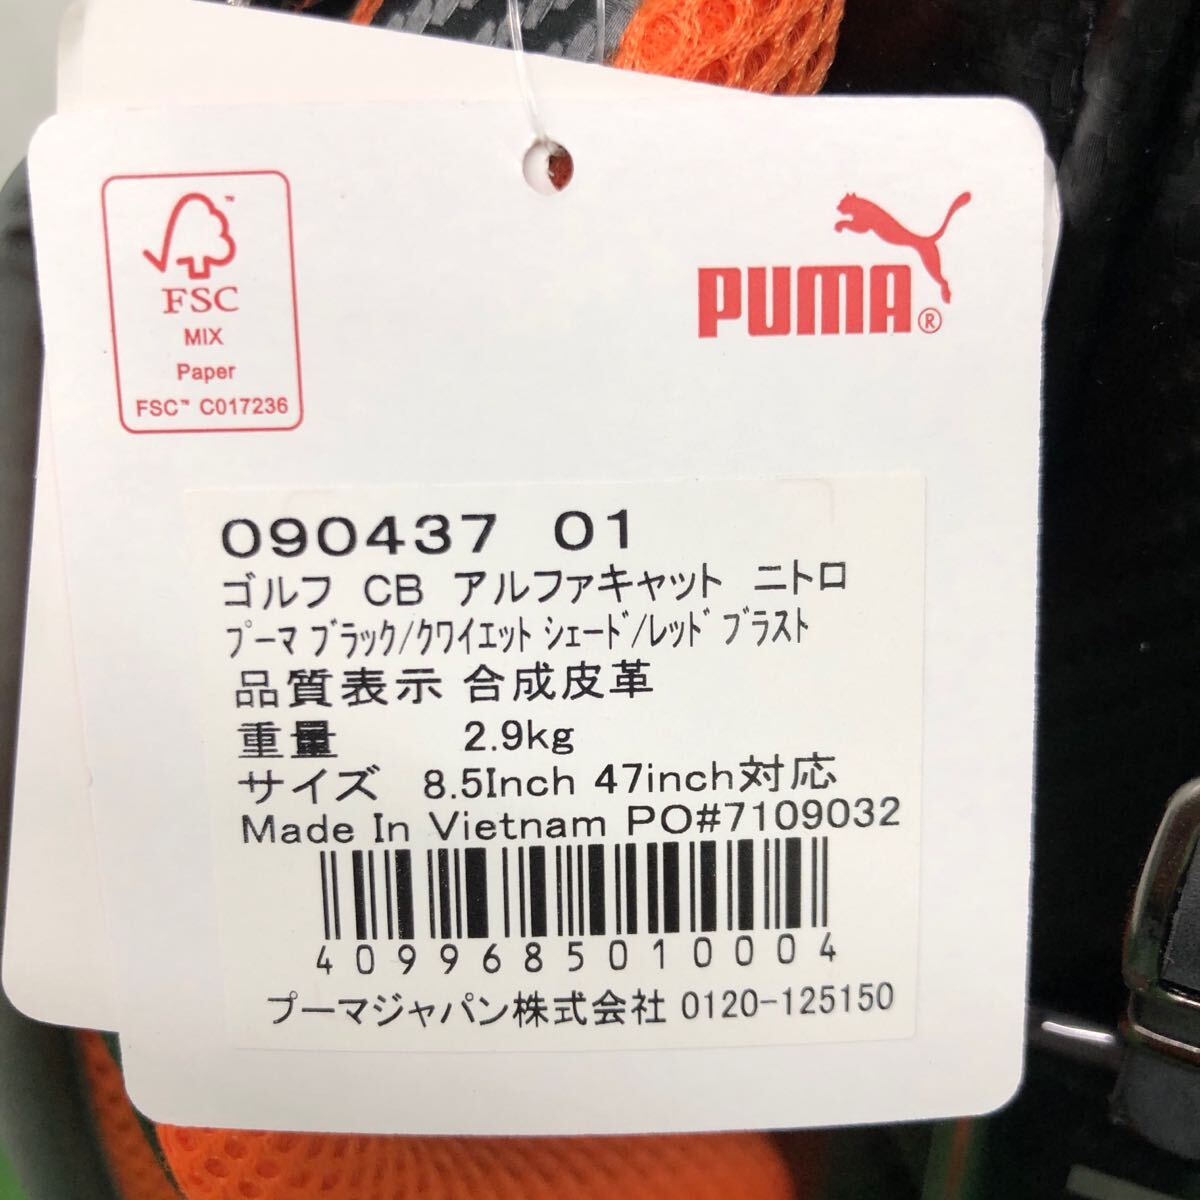 FSC
MIX
Paper
FSC™ C017236
PUMA®
090437 01
ゴルフ CB アルファキャット ニトロ
ﾌﾟｰﾏ ﾌﾞﾗｯｸ/ｸﾜｲｴｯﾄ ｼｪｰﾄﾞ/ﾚｯﾄﾞ ﾌﾞﾗｽﾄ
品質表示 合成皮革
重量 2.9kg
サイズ 8.5Inch 47inch対応
Made In Vietnam PO#7109032
4099685010004
プーマジャパン株式会社 0120-125150